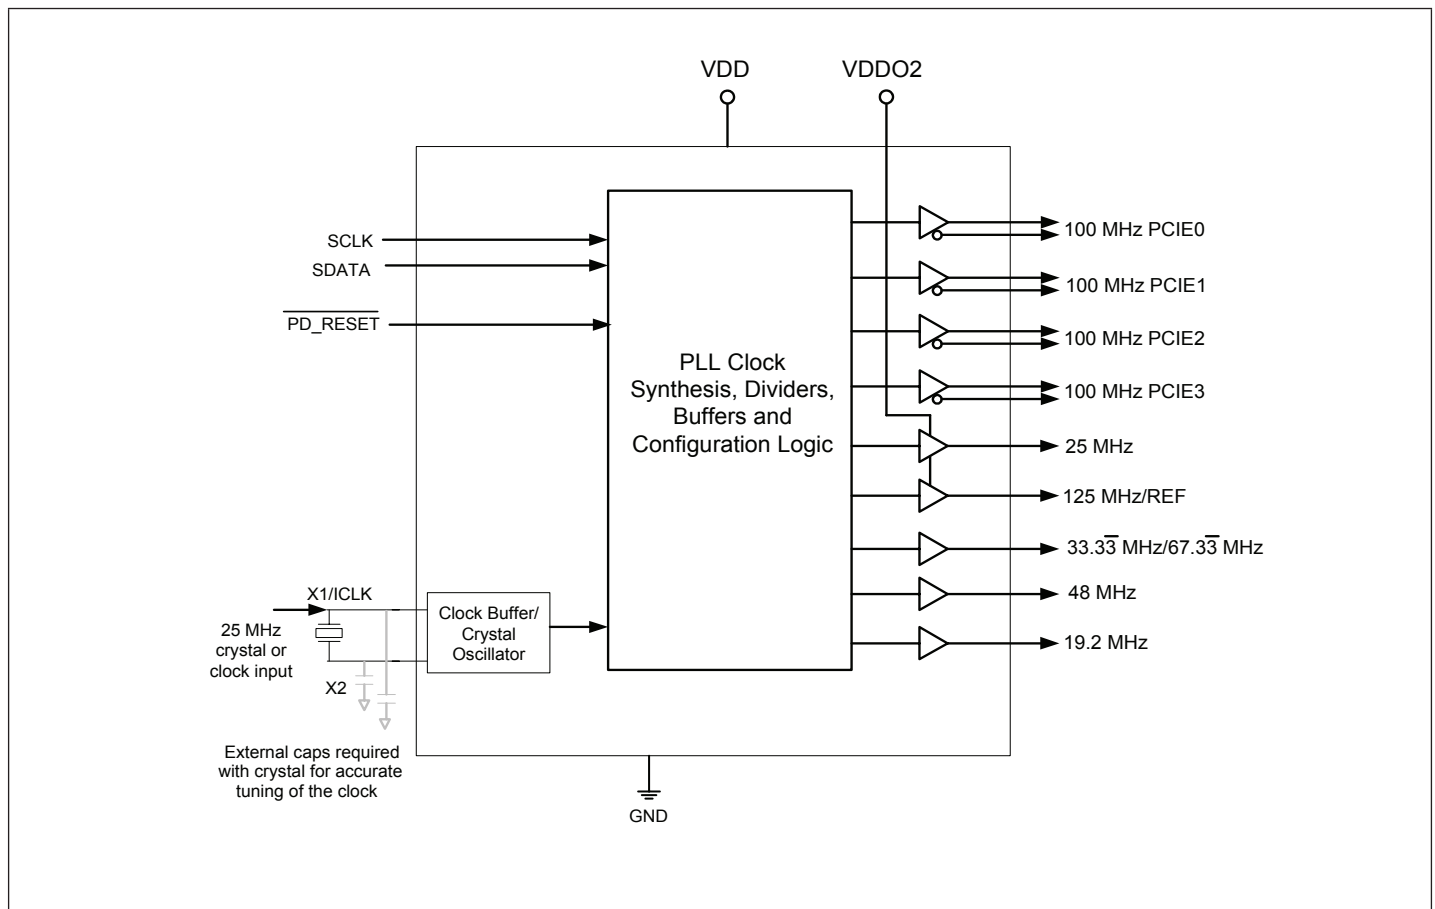 VDD
VDDO2
SCLK
SDATA
P̅D̅_̅R̅E̅S̅E̅T̅
PLL Clock
Synthesis, Dividers,
Buffers and
Configuration Logic
100 MHz PCIE0
100 MHz PCIE1
100 MHz PCIE2
100 MHz PCIE3
25 MHz
125 MHz/REF
33.33̅ MHz/67.33̅ MHz
48 MHz
19.2 MHz
X1/ICLK
25 MHz
crystal or
clock input
X2
Clock Buffer/
Crystal
Oscillator
External caps required
with crystal for accurate
tuning of the clock
GND